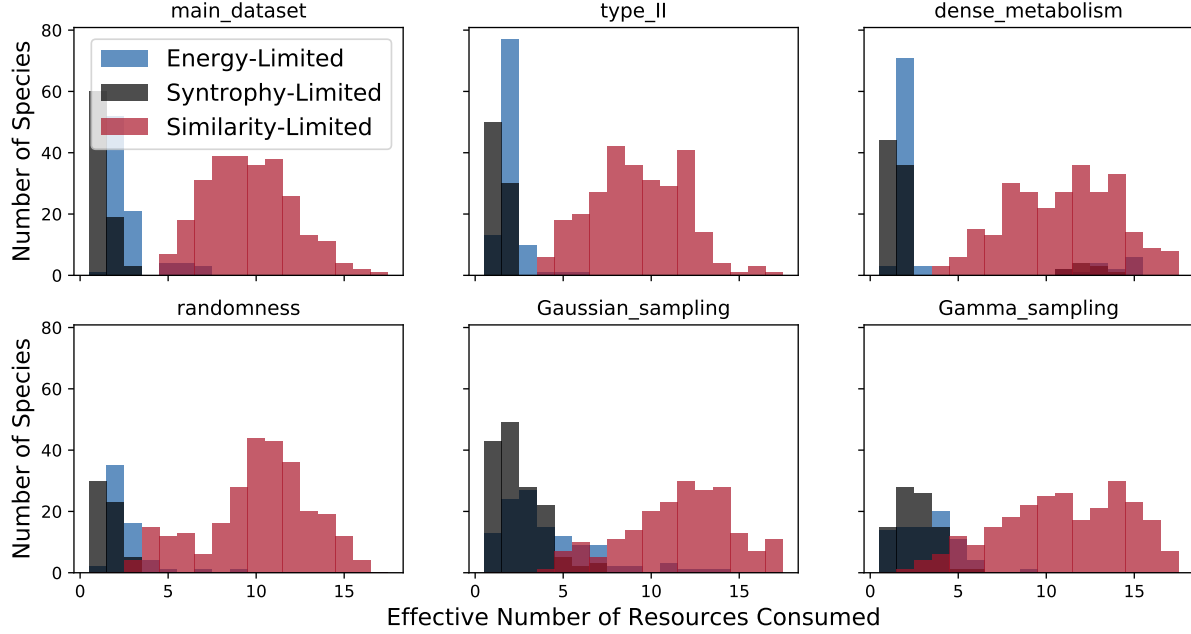 main_dataset
type_II
dense_metabolism
80
60
40
20
0
Number of Species
Energy-Limited
Syntrophy-Limited
Similarity-Limited
randomness
Gaussian_sampling
Gamma_sampling
80
60
40
20
0
Number of Species
0 5 10 15
0 5 10 15
0 5 10 15
Effective Number of Resources Consumed